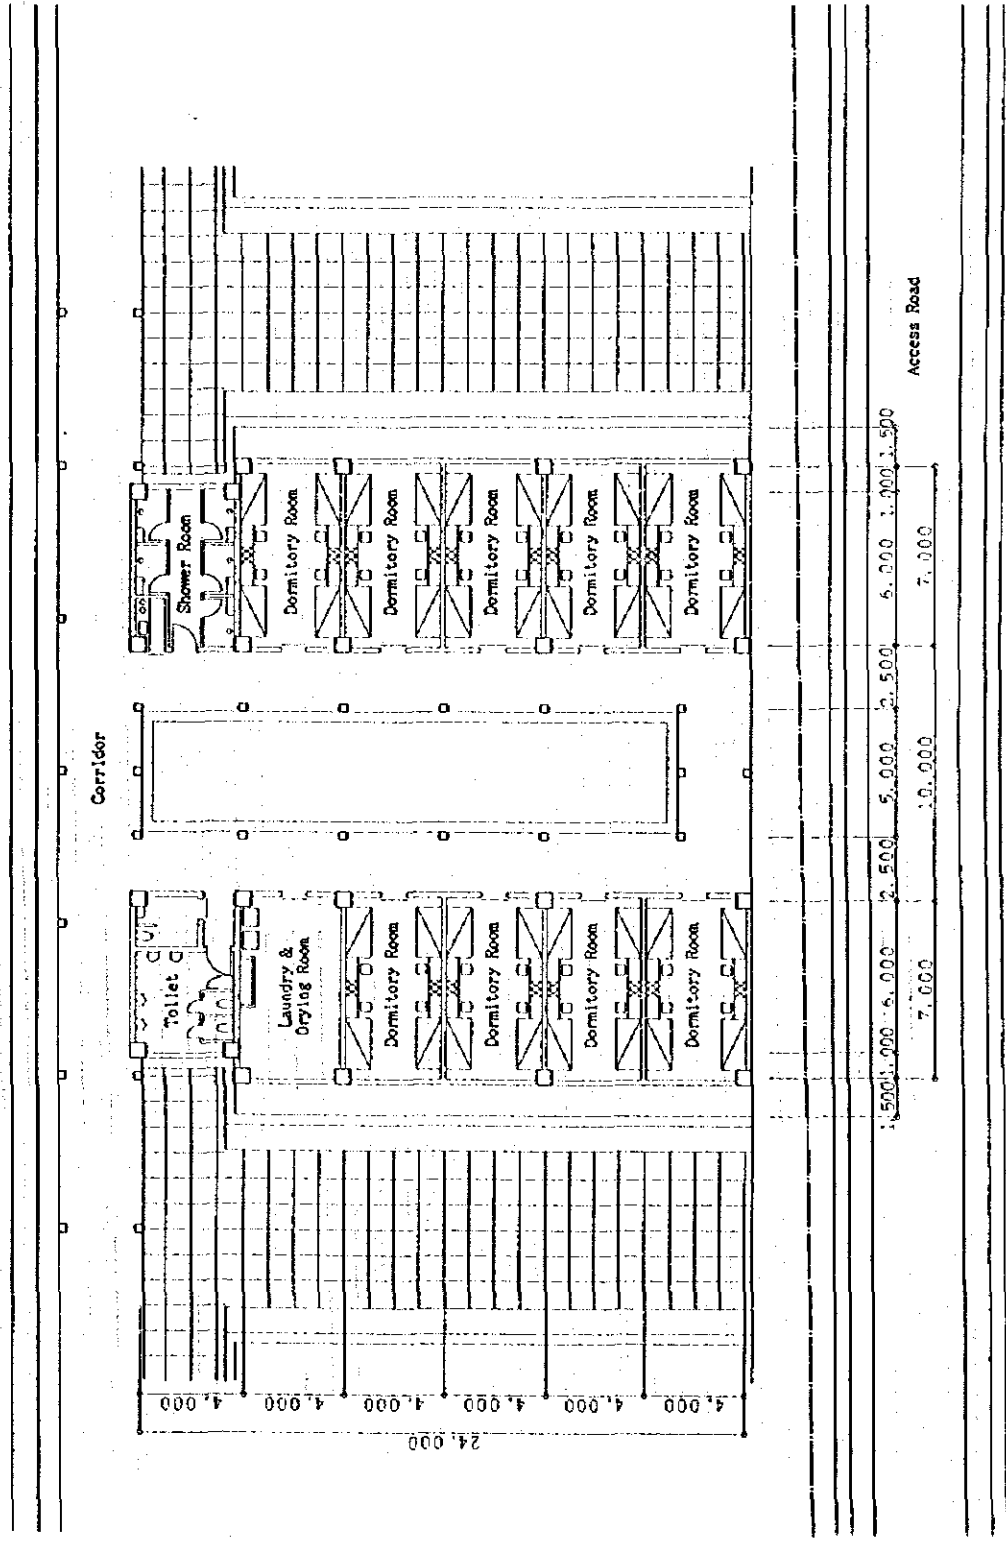 Corridor
Toilet
Laundry &
Drying Room
Dormitory Room
Dormitory Room
Dormitory Room
Dormitory Room
Shower Room
Dormitory Room
Dormitory Room
Dormitory Room
Dormitory Room
Dormitory Room
4,000
4,000
4,000
4,000
4,000
4,000
24,000
1,000
6,000
2,500
5,000
2,500
6,000
1,000
1,500
7,000
10,000
7,000
Access Road